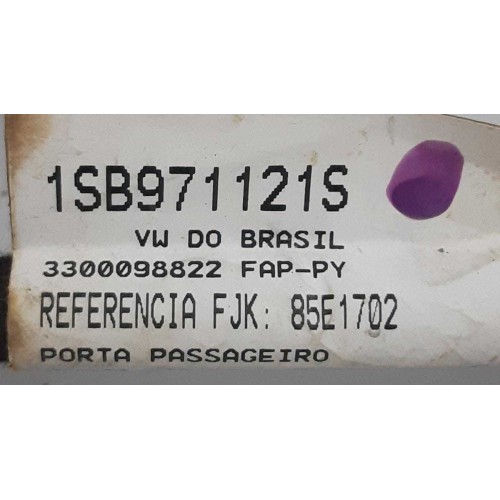 1SB971121S
VW DO BRASIL
3300098822 FAP-PY
REFERENCIA FJK: 85E1702
PORTA PASSAGEIRO